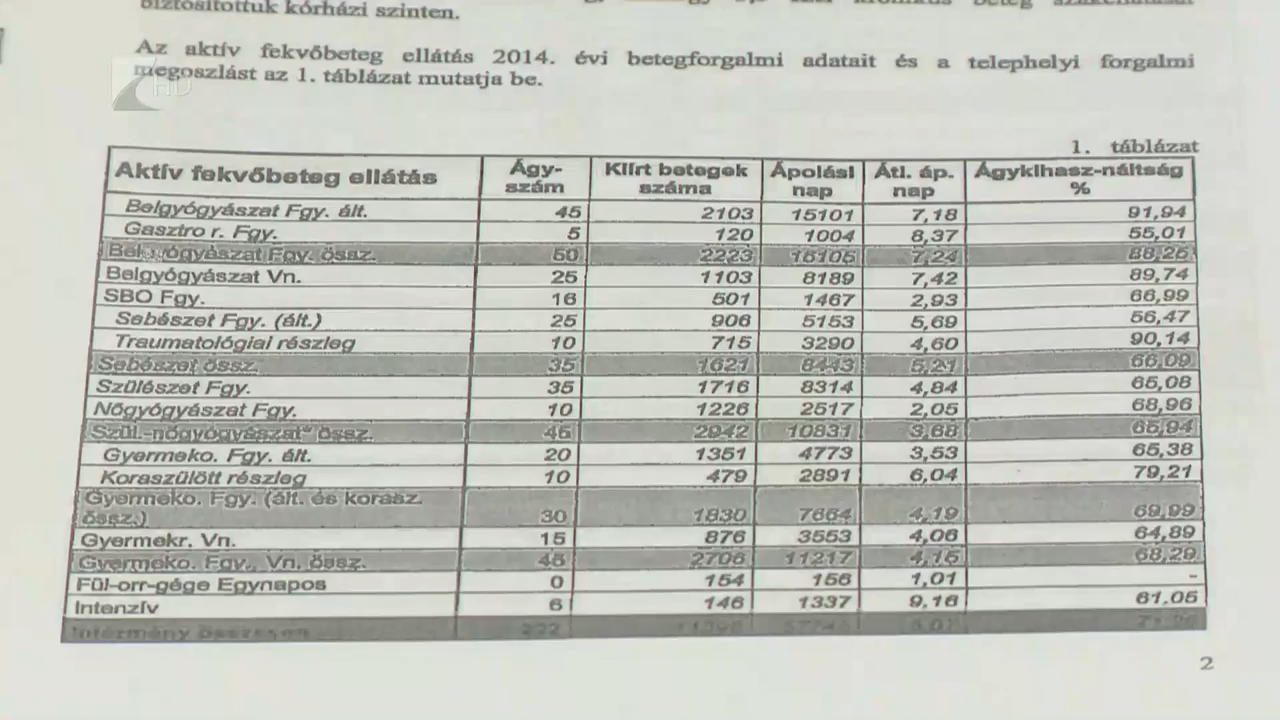 biztosítottuk kórházi szinten.
Az aktív fekvőbeteg ellátás 2014. évi betegforgalmi adatait és a telephelyi forgalmi
megoszlást az 1. táblázat mutatja be.
7 HD
1. táblázat
Aktív fekvőbeteg ellátás Ágy-szám Kiírt betegek száma Ápolási nap Átl. áp. nap Ágykihasz-náltság %
Belgyógyászat Fgy. ált. 45 2103 15101 7,18 91,94
Gasztro r. Fgy. 5 120 1004 8,37 55,01
Belgyógyászat Fgy. össz. 50 2223 16105 7,24 88,25
Belgyógyászat Vn. 25 1103 8189 7,42 89,74
SBO Fgy. 16 501 1467 2,93 66,99
Sebészet Fgy. (ált.) 25 906 5153 5,69 56,47
Traumatológiai részleg 10 715 3290 4,60 90,14
Sebészet össz. 35 1621 8443 5,21 66,09
Szülészet Fgy. 35 1716 8314 4,84 65,08
Nőgyógyászat Fgy. 10 1226 2517 2,05 68,96
Szül.-nőgyógyászat" össz. 45 2942 10831 3,68 65,94
Gyermeko. Fgy. ált. 20 1351 4773 3,53 65,38
Koraszülött részleg 10 479 2891 6,04 79,21
Gyermeko. Fgy. (ált. és korasz.
össz.) 30 1830 7664 4,19 69,99
Gyermekr. Vn. 15 876 3553 4,06 64,89
Gyermeko. Fgy., Vn. össz. 45 2706 11217 4,15 68,29
Fül-orr-gége Egynapos 0 154 156 1,01 -
Intenzív 6 146 1337 9,16 61,05
Intézmény összesen 222
2